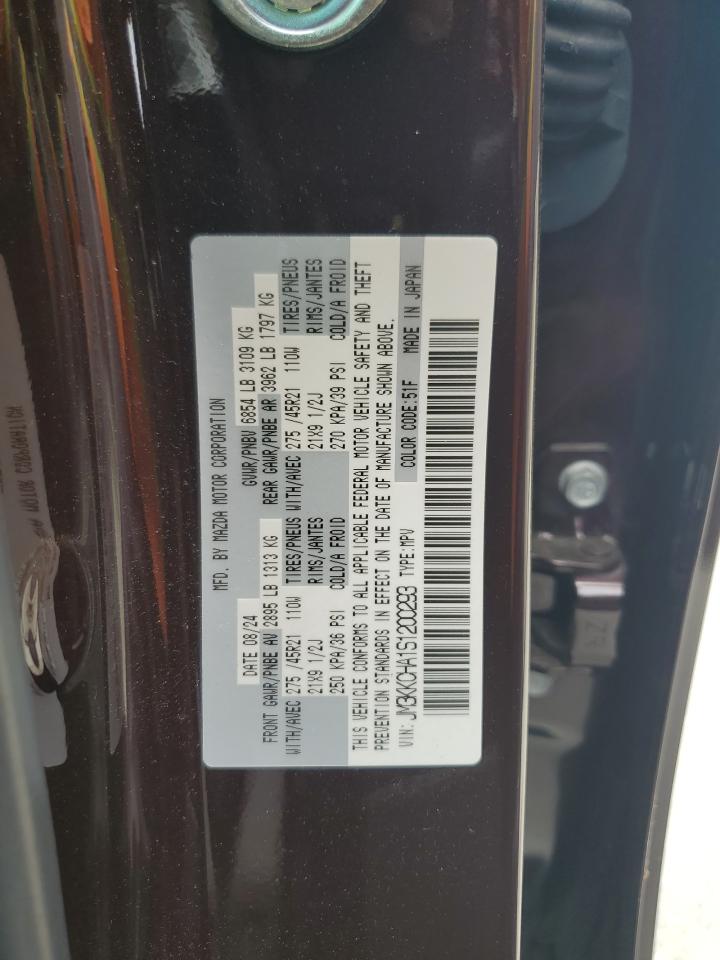 MFD. BY MAZDA MOTOR CORPORATION
DATE 08/24 GVWR/PNBV 6854 LB 3109 KG
FRONT GAWR/PNBE AV 2895 LB 1313 KG REAR GAWR/PNBE AR 3962 LB 1797 KG
WITH/AVEC 275 /45R21 110W TIRES/PNEUS WITH/AVEC 275 /45R21 110W TIRES/PNEUS
21X9 1/2J RIMS/JANTES 21X9 1/2J RIMS/JANTES
250 KPA/36 PSI COLD/A FROID 270 KPA/39 PSI COLD/A FROID
THIS VEHICLE CONFORMS TO ALL APPLICABLE FEDERAL MOTOR VEHICLE SAFETY AND THEFT
PREVENTION STANDARDS IN EFFECT ON THE DATE OF MANUFACTURE SHOWN ABOVE.
VIN: JM3KKCHA1S1200293 TYPE:MPV COLOR CODE:51F MADE IN JAPAN